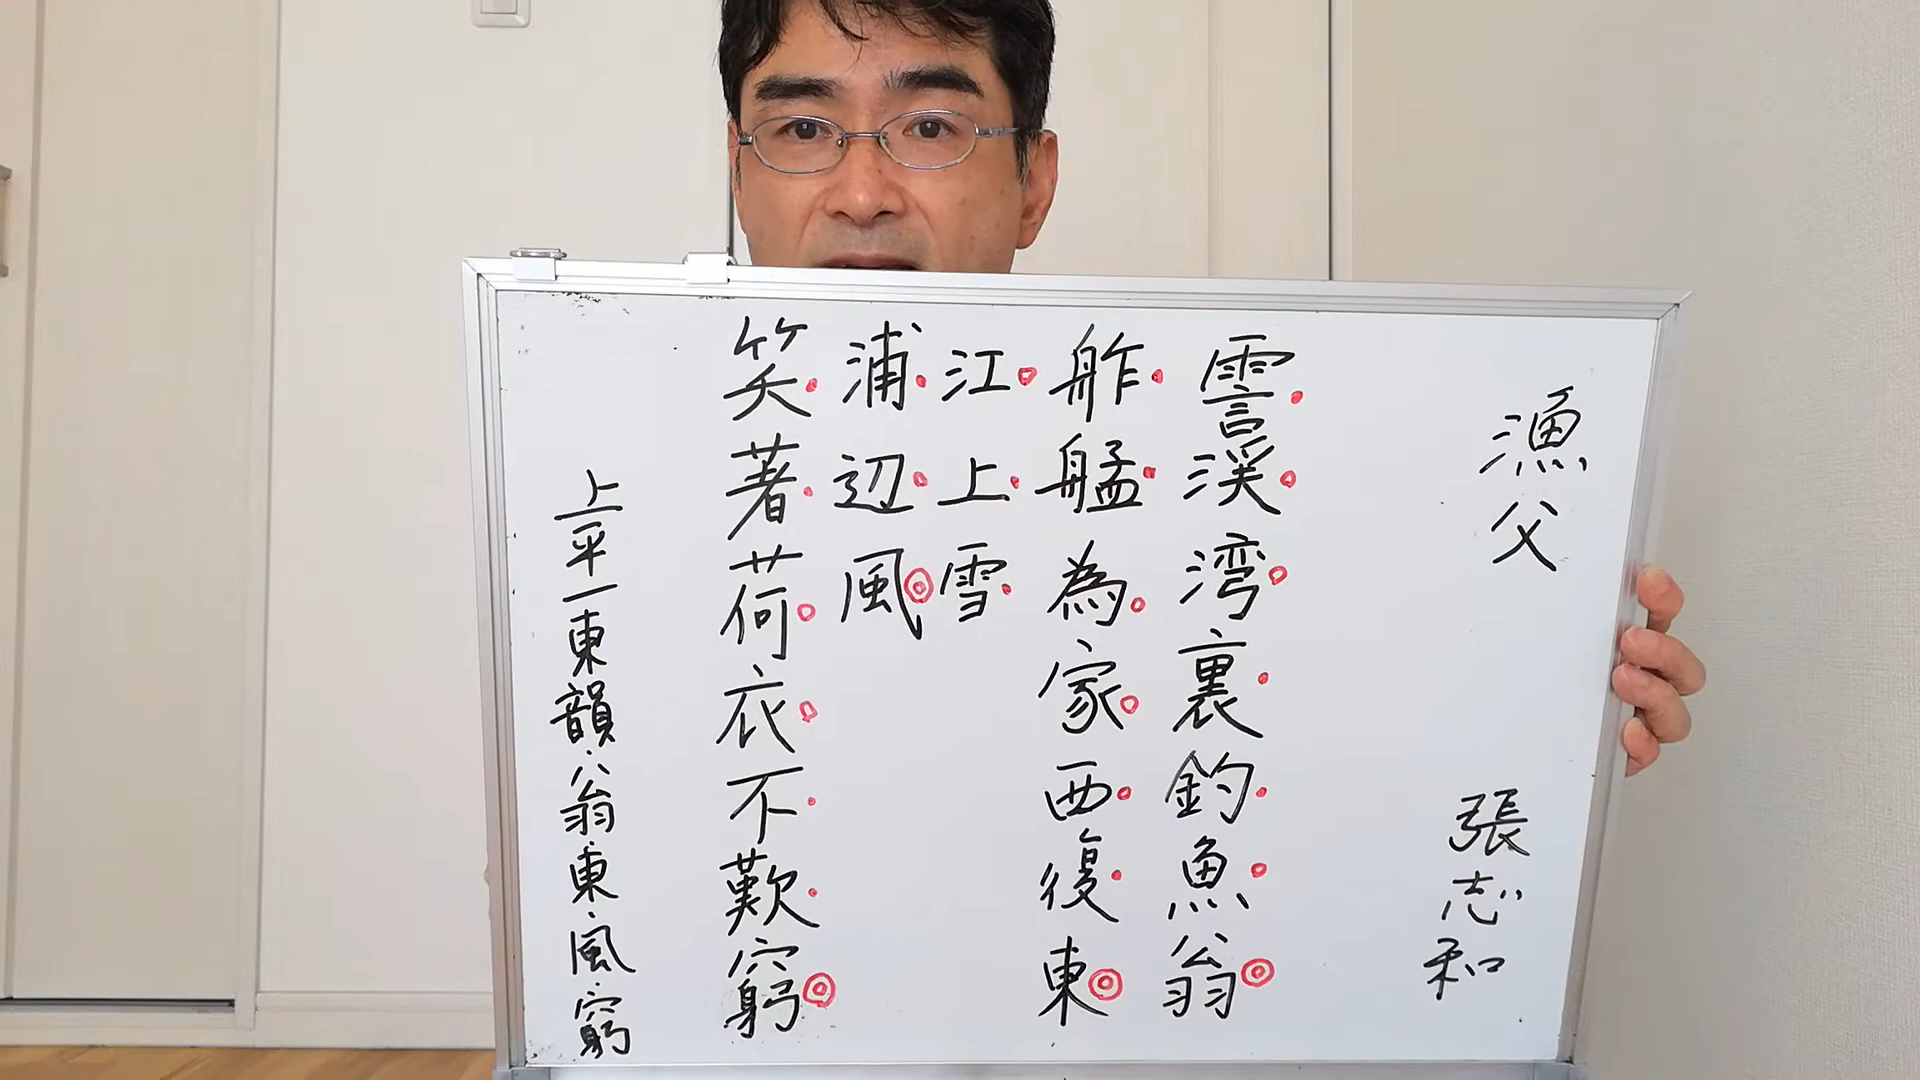 漁父
張志和
霅溪湾裏釣魚翁
舴艋為家西復東
江上雪
浦辺風
笑著荷衣不歎窮
上平一東韻：翁・東・風・窮